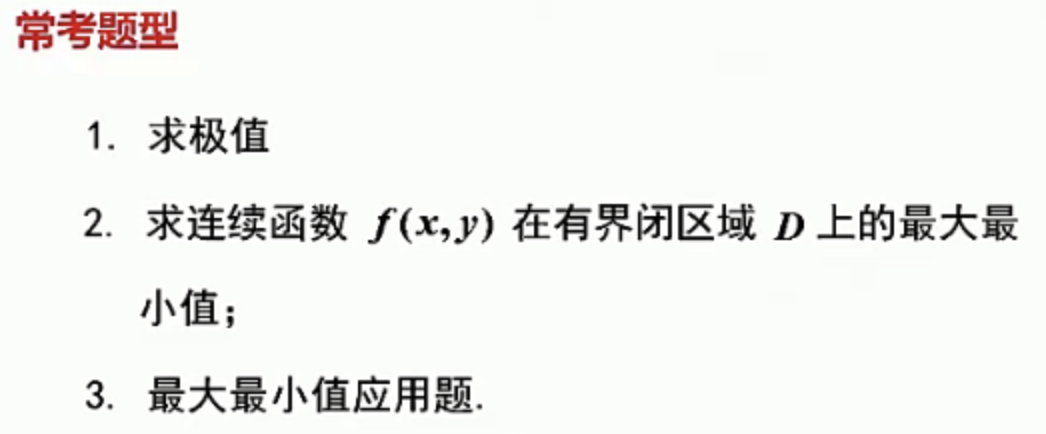 常考题型
1. 求极值
2. 求连续函数 f(x,y) 在有界闭区域 D 上的最大最
小值；
3. 最大最小值应用题.